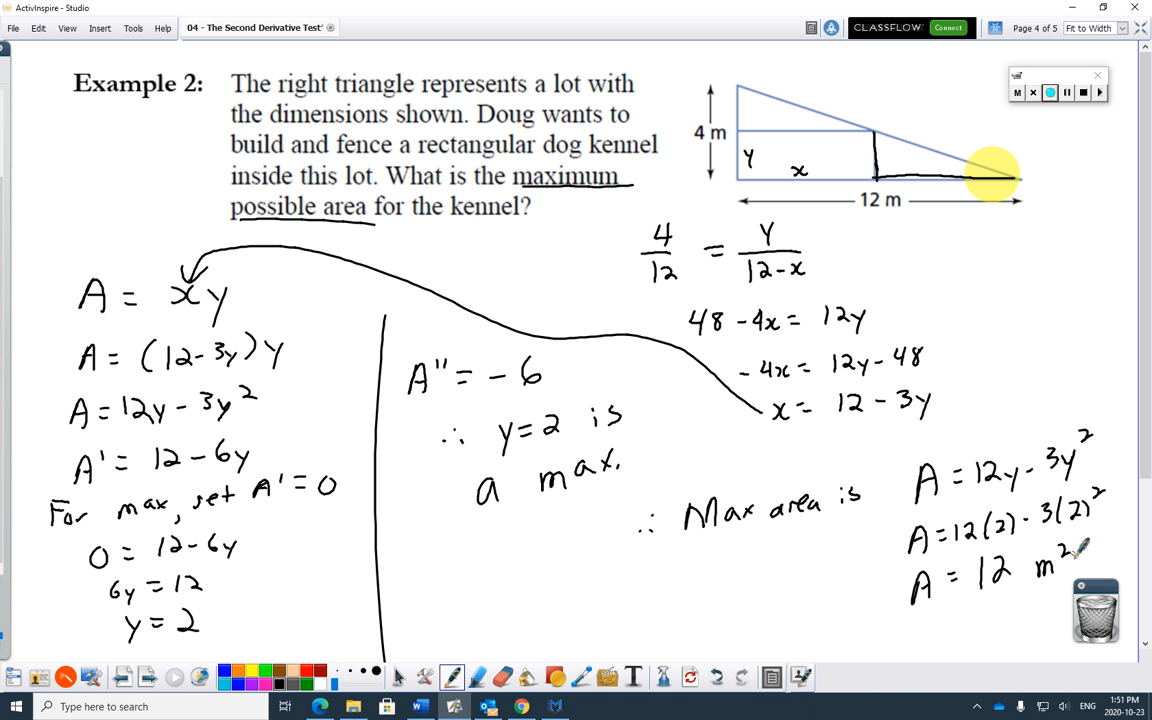 ActivInspire - Studio
File Edit View Insert Tools Help
04 - The Second Derivative Test*
CLASSFLOW Connect
Page 4 of 5 Fit to Width
Example 2: The right triangle represents a lot with
the dimensions shown. Doug wants to
build and fence a rectangular dog kennel
inside this lot. What is the maximum
possible area for the kennel?
4 m
y
x
12 m
M
4/12 = y/(12-x)
48 - 4x = 12y
- 4x = 12y - 48
x = 12 - 3y
A = xy
A = (12 - 3y) y
A = 12y - 3y²
A' = 12 - 6y
For max, set A' = 0
0 = 12 - 6y
6y = 12
y = 2
A'' = - 6
∴ y = 2 is
a max.
∴ Max area is
A = 12y - 3y²
A = 12(2) - 3(2)²
A = 12 m²
Type here to search
ENG
1:51 PM
2020-10-23